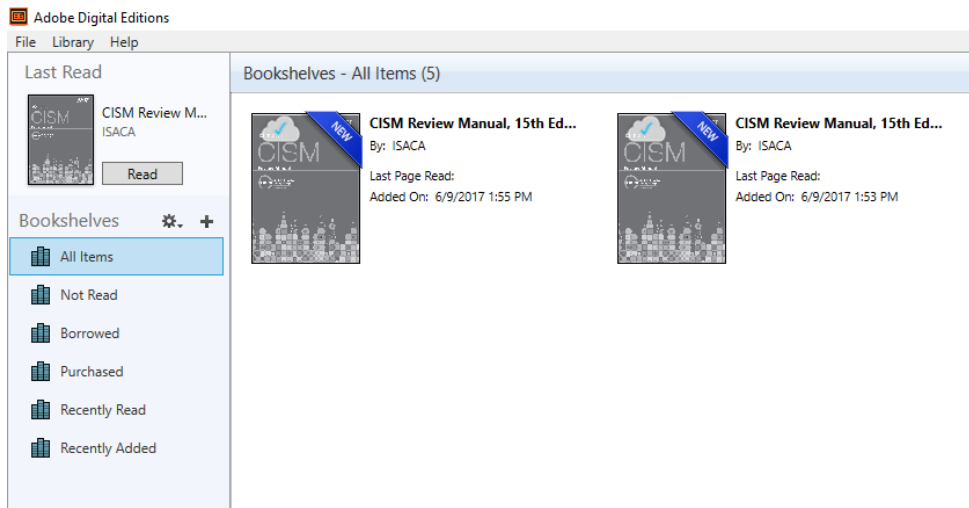 Adobe Digital Editions
File Library Help
Last Read
CISM
CISM Review M...
ISACA
Read
Bookshelves
All Items
Not Read
Borrowed
Purchased
Recently Read
Recently Added
Bookshelves - All Items (5)
NEW
CISM
CISM Review Manual, 15th Ed...
By: ISACA
Last Page Read:
Added On: 6/9/2017 1:55 PM
NEW
CISM
CISM Review Manual, 15th Ed...
By: ISACA
Last Page Read:
Added On: 6/9/2017 1:53 PM